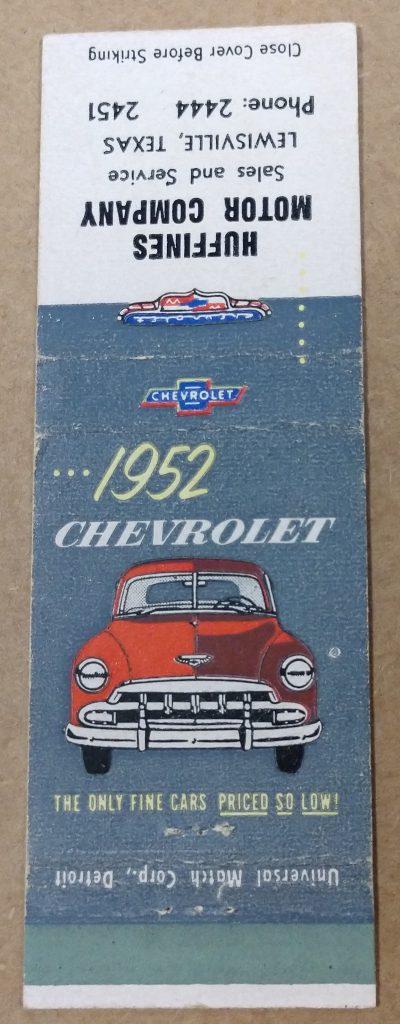 Close Cover Before Striking
Phone: 2444 2451
LEWISVILLE, TEXAS
Sales and Service
MOTOR COMPANY
HUFFINES
CHEVROLET
CHEVROLET
...1952
CHEVROLET
THE ONLY FINE CARS PRICED SO LOW!
Universal Match Corp., Detroit